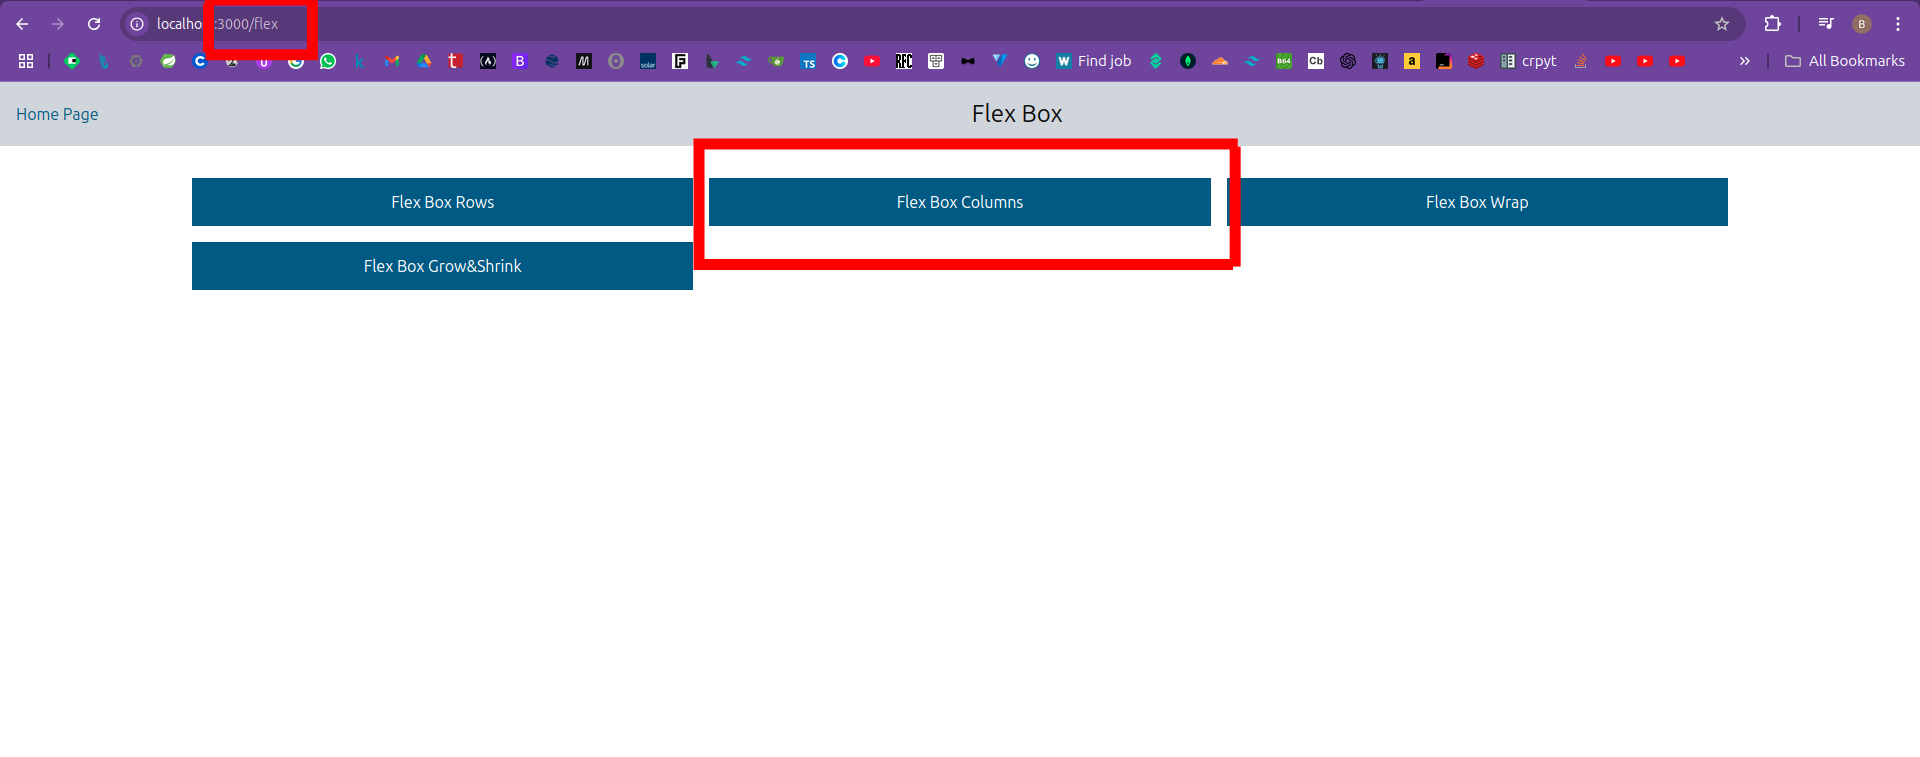 localhos :3000/flex
Find job
crpyt
All Bookmarks
Home Page
Flex Box
Flex Box Rows
Flex Box Columns
Flex Box Wrap
Flex Box Grow&Shrink